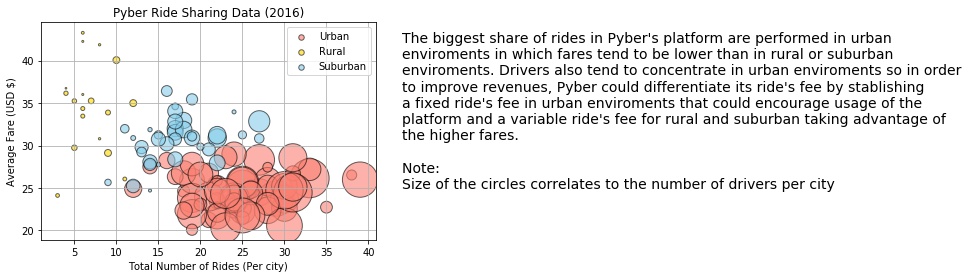 Pyber Ride Sharing Data (2016)
Urban
Rural
Suburban
Average Fare (USD $)
40
35
30
25
20
5 10 15 20 25 30 35 40
Total Number of Rides (Per city)
The biggest share of rides in Pyber's platform are performed in urban
enviroments in which fares tend to be lower than in rural or suburban
enviroments. Drivers also tend to concentrate in urban enviroments so in order
to improve revenues, Pyber could differentiate its ride's fee by stablishing
a fixed ride's fee in urban enviroments that could encourage usage of the
platform and a variable ride's fee for rural and suburban taking advantage of
the higher fares.
Note:
Size of the circles correlates to the number of drivers per city